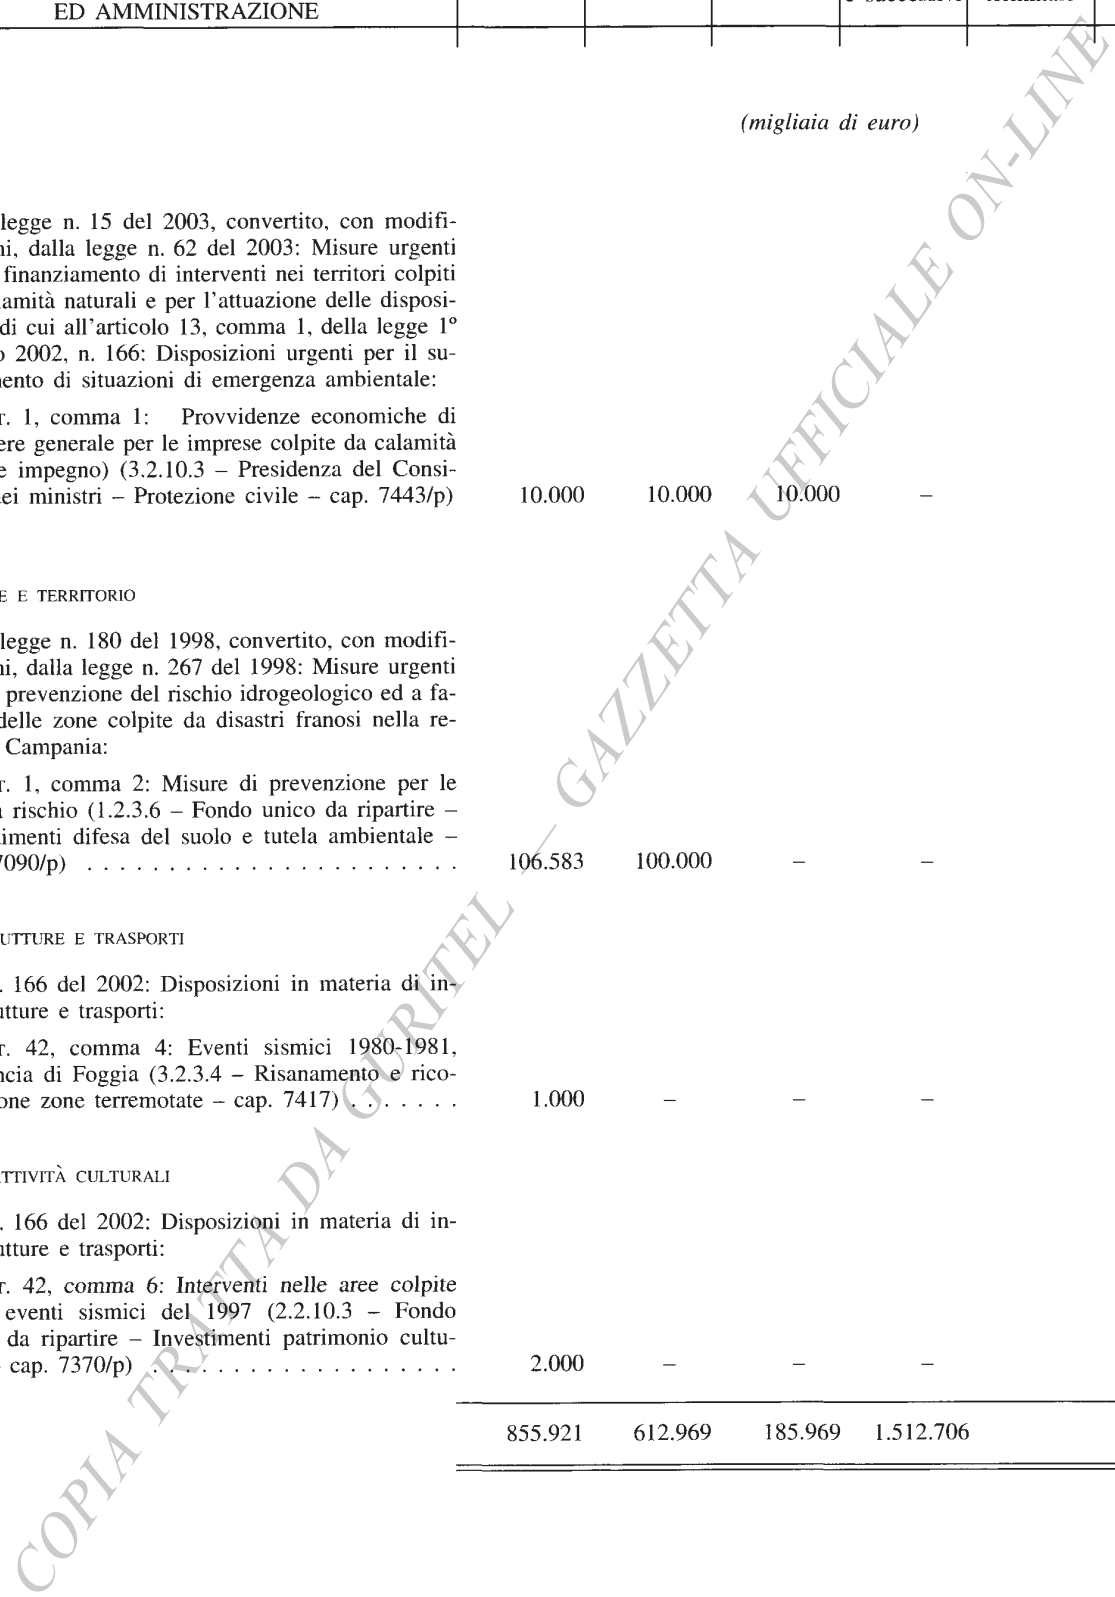 ED AMMINISTRAZIONE
(migliaia di euro)
legge n. 15 del 2003, convertito, con modifi-
ni, dalla legge n. 62 del 2003: Misure urgenti
finanziamento di interventi nei territori colpiti
lamità naturali e per l'attuazione delle disposi-
di cui all'articolo 13, comma 1, della legge 1º
o 2002, n. 166: Disposizioni urgenti per il su-
mento di situazioni di emergenza ambientale:
r. 1, comma 1: Provvidenze economiche di
ere generale per le imprese colpite da calamità
e impegno) (3.2.10.3 – Presidenza del Consi-
lei ministri – Protezione civile – cap. 7443/p) 10.000 10.000 10.000 –
E E TERRITORIO
legge n. 180 del 1998, convertito, con modifi-
ni, dalla legge n. 267 del 1998: Misure urgenti
prevenzione del rischio idrogeologico ed a fa-
delle zone colpite da disastri franosi nella re-
Campania:
r. 1, comma 2: Misure di prevenzione per le
a rischio (1.2.3.6 – Fondo unico da ripartire –
timenti difesa del suolo e tutela ambientale –
7090/p) . . . . . . . . . . . . . . . . . . . . . . . 106.583 100.000 – –
UTTURE E TRASPORTI
. 166 del 2002: Disposizioni in materia di in-
utture e trasporti:
r. 42, comma 4: Eventi sismici 1980-1981,
ncia di Foggia (3.2.3.4 – Risanamento e rico-
one zone terremotate – cap. 7417) . . . . . . . 1.000 – – –
ATTIVITÀ CULTURALI
. 166 del 2002: Disposizioni in materia di in-
utture e trasporti:
r. 42, comma 6: Interventi nelle aree colpite
eventi sismici del 1997 (2.2.10.3 – Fondo
da ripartire – Investimenti patrimonio cultu-
cap. 7370/p) . . . . . . . . . . . . . . . . . . . 2.000 – – –
855.921 612.969 185.969 1.512.706
COPIA TRATTA DA GURITEL — GAZZETTA UFFICIALE ON-LINE